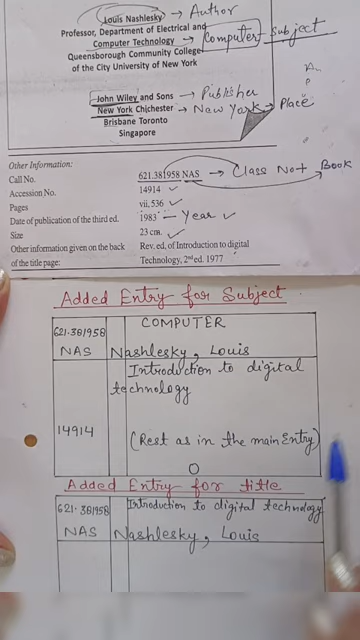 Louis Nashlesky → Author
Professor, Department of Electrical and
Computer Technology → Computer Subject
Queensborough Community College
of the City University of New York
John Wiley and Sons → Publisher
New York Chichester → New York → Place
Brisbane Toronto
Singapore
Other Information:
Call No. 621.381958 NAS → Class No + Book
Accession No. 14914
Pages vii, 536
Date of publication of the third ed. 1983 — Year
Size 23 cm.
Other information given on the back Rev. ed. of Introduction to digital
of the title page: Technology, 2nd ed. 1977
Added Entry for Subject
COMPUTER
621.381958
NAS Nashlesky, Louis
Introduction to digital
technology
14914 (Rest as in the main Entry)
Added Entry for title
621.381958 Introduction to digital technology
NAS Nashlesky, Louis